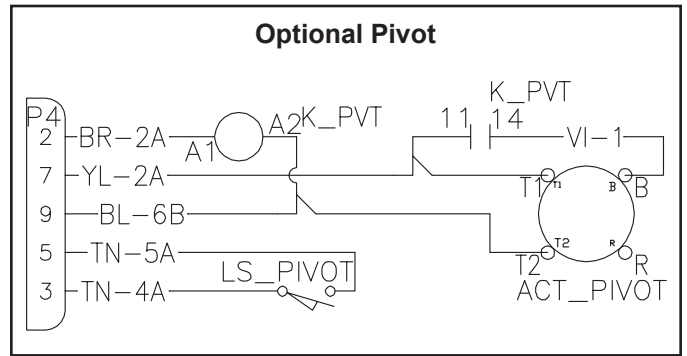 Optional Pivot
P4
2 BR-2A A1 A2 K_PVT
K_PVT
11 14 VI-1
7 YL-2A
T1 T1 B B
9 BL-6B
T2 T2 R R
5 TN-5A
LS_PIVOT
3 TN-4A
ACT_PIVOT